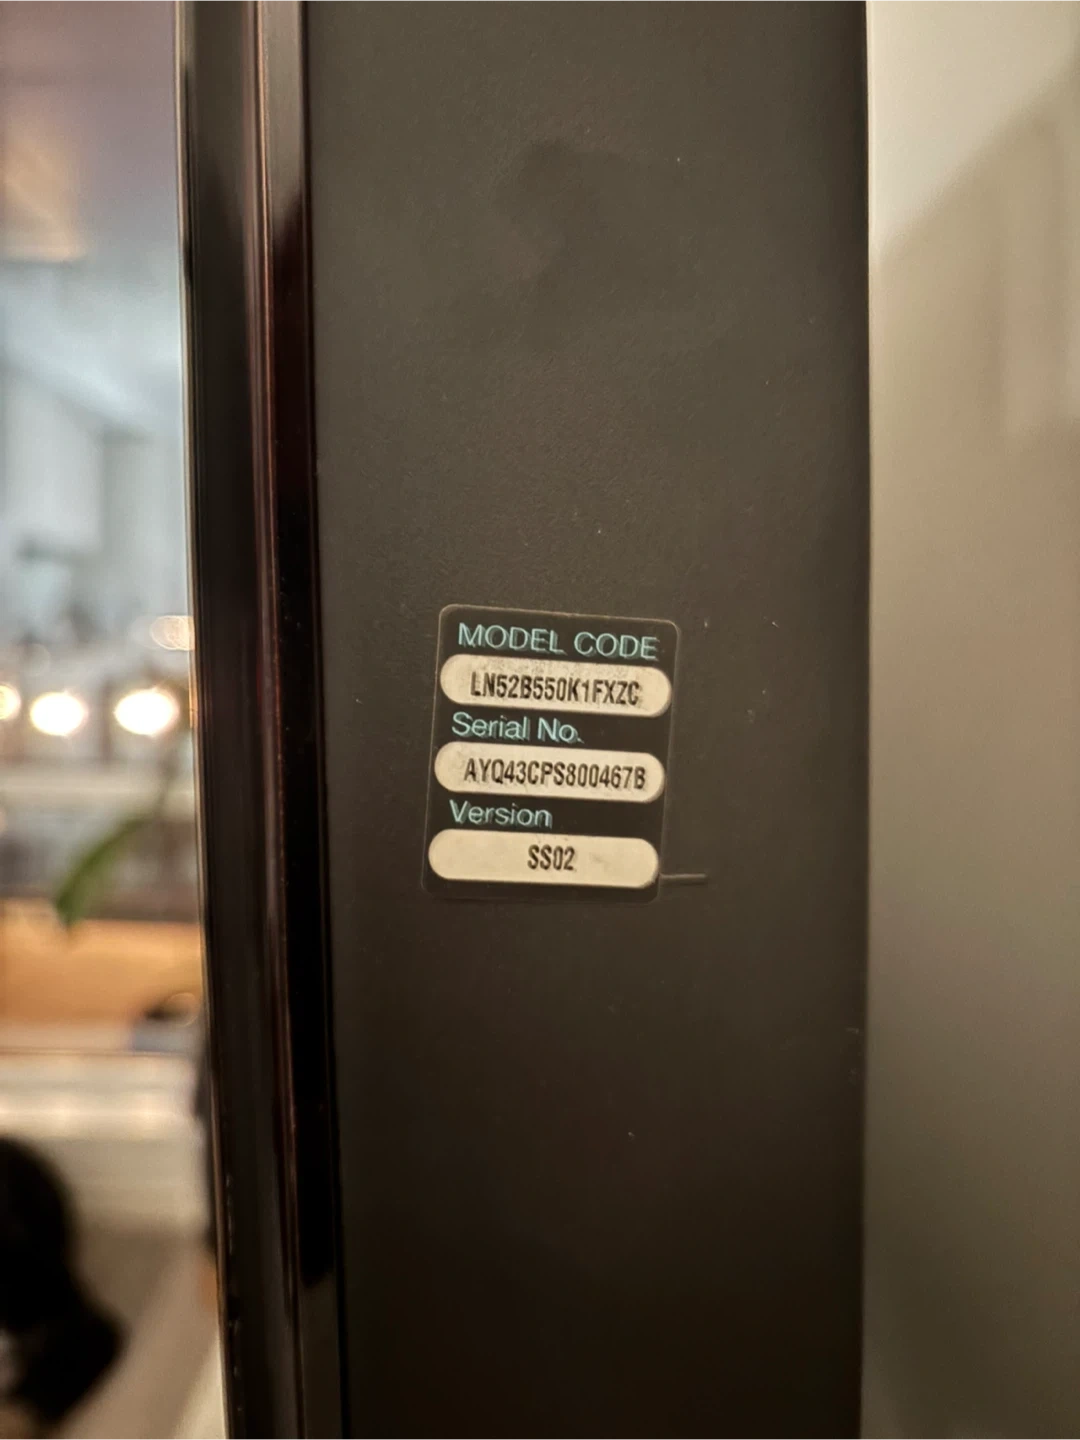 MODEL CODE
LN52B550K1FXZC
Serial No.
AYQ43CPS800467B
Version
SS02